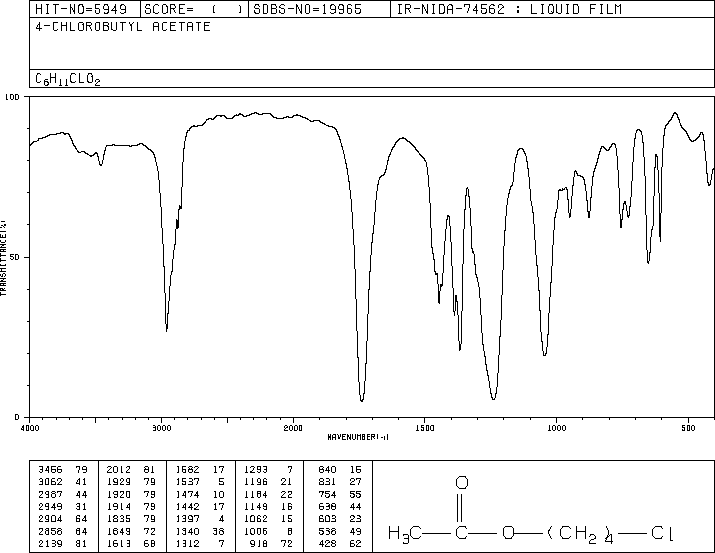 HIT-NO=5949 SCORE= ( ) SDBS-NO=19965 IR-NIDA-74562 : LIQUID FILM
4-CHLOROBUTYL ACETATE
C6H11CLO2
100
50
0
TRANSMITTANCE(%)
4000 3000 2000 1500 1000 500
WAVENUMBER(-1)
3466 79 2012 81 1682 17 1293 7 840 15
3062 41 1929 79 1537 5 1196 21 831 27
2987 44 1920 79 1474 10 1184 22 754 55
2949 31 1914 79 1442 17 1149 16 698 44
2904 64 1835 79 1397 4 1062 15 603 23
2858 84 1649 72 1340 38 1006 8 538 49
2139 81 1613 68 1312 7 918 72 428 62
O
H3C—C—O—(CH2)4—Cl